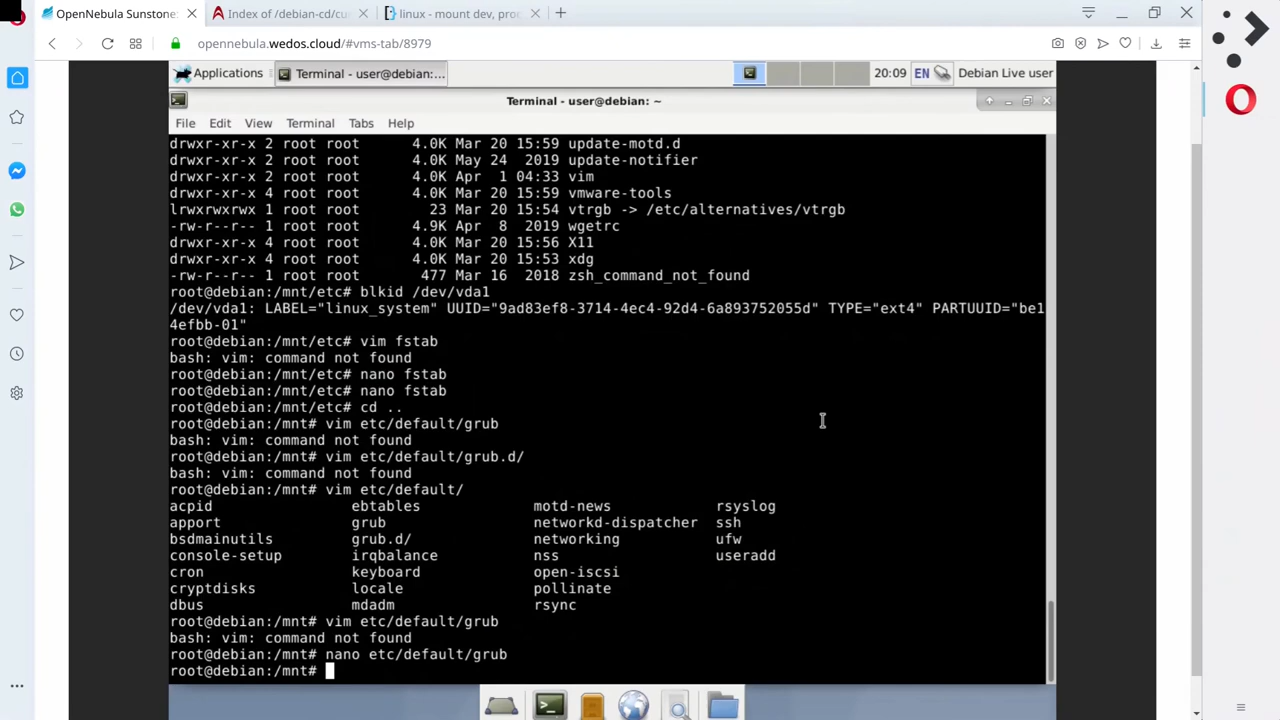 OpenNebula Sunstone:
Index of /debian-cd/cu
linux - mount dev, pro
opennebula.wedos.cloud/#vms-tab/8979
Applications
Terminal - user@debian:...
20:09
EN
Debian Live user
Terminal - user@debian: ~
File Edit View Terminal Tabs Help
drwxr-xr-x 2 root root 4.0K Mar 20 15:59 update-motd.d
drwxr-xr-x 2 root root 4.0K May 24 2019 update-notifier
drwxr-xr-x 2 root root 4.0K Apr 1 04:33 vim
drwxr-xr-x 4 root root 4.0K Mar 20 15:59 vmware-tools
lrwxrwxrwx 1 root root 23 Mar 20 15:54 vtrgb -> /etc/alternatives/vtrgb
-rw-r--r-- 1 root root 4.9K Apr 8 2019 wgetrc
drwxr-xr-x 4 root root 4.0K Mar 20 15:56 X11
drwxr-xr-x 4 root root 4.0K Mar 20 15:53 xdg
-rw-r--r-- 1 root root 477 Mar 16 2018 zsh_command_not_found
root@debian:/mnt/etc# blkid /dev/vda1
/dev/vda1: LABEL="linux_system" UUID="9ad83ef8-3714-4ec4-92d4-6a893752055d" TYPE="ext4" PARTUUID="be1
4efbb-01"
root@debian:/mnt/etc# vim fstab
bash: vim: command not found
root@debian:/mnt/etc# nano fstab
root@debian:/mnt/etc# nano fstab
root@debian:/mnt/etc# cd ..
root@debian:/mnt# vim etc/default/grub
bash: vim: command not found
root@debian:/mnt# vim etc/default/grub.d/
bash: vim: command not found
root@debian:/mnt# vim etc/default/
acpid ebtables motd-news rsyslog
apport grub networkd-dispatcher ssh
bsdmainutils grub.d/ networking ufw
console-setup irqbalance nss useradd
cron keyboard open-iscsi
cryptdisks locale pollinate
dbus mdadm rsync
root@debian:/mnt# vim etc/default/grub
bash: vim: command not found
root@debian:/mnt# nano etc/default/grub
root@debian:/mnt#